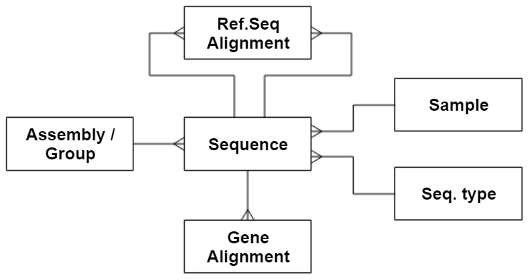 Ref.Seq
Alignment
Sample
Assembly /
Group
Sequence
Seq. type
Gene
Alignment